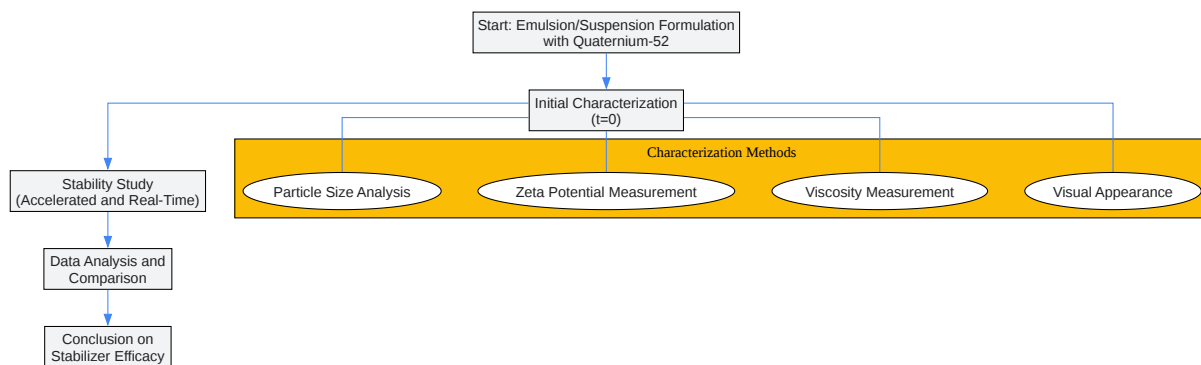 Start: Emulsion/Suspension Formulation
with Quaternium-52
Initial Characterization
(t=0)
Characterization Methods
Particle Size Analysis
Zeta Potential Measurement
Viscosity Measurement
Visual Appearance
Stability Study
(Accelerated and Real-Time)
Data Analysis and
Comparison
Conclusion on
Stabilizer Efficacy